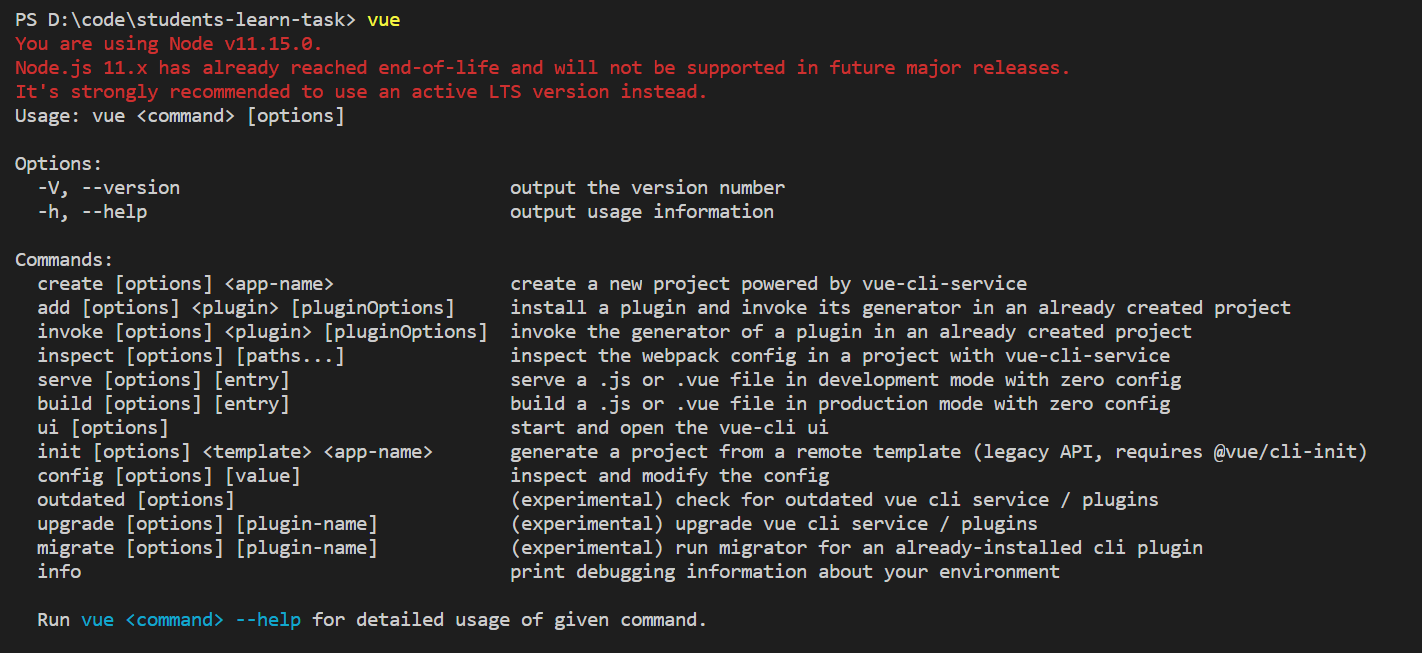 PS D:\code\students-learn-task> vue
You are using Node v11.15.0.
Node.js 11.x has already reached end-of-life and will not be supported in future major releases.
It's strongly recommended to use an active LTS version instead.
Usage: vue <command> [options]

Options:
  -V, --version                              output the version number
  -h, --help                                 output usage information

Commands:
  create [options] <app-name>                create a new project powered by vue-cli-service
  add [options] <plugin> [pluginOptions]     install a plugin and invoke its generator in an already created project
  invoke [options] <plugin> [pluginOptions]  invoke the generator of a plugin in an already created project
  inspect [options] [paths...]               inspect the webpack config in a project with vue-cli-service
  serve [options] [entry]                    serve a .js or .vue file in development mode with zero config
  build [options] [entry]                    build a .js or .vue file in production mode with zero config
  ui [options]                               start and open the vue-cli ui
  init [options] <template> <app-name>       generate a project from a remote template (legacy API, requires @vue/cli-init)
  config [options] [value]                   inspect and modify the config
  outdated [options]                         (experimental) check for outdated vue cli service / plugins
  upgrade [options] [plugin-name]            (experimental) upgrade vue cli service / plugins
  migrate [options] [plugin-name]            (experimental) run migrator for an already-installed cli plugin
  info                                       print debugging information about your environment

  Run vue <command> --help for detailed usage of given command.